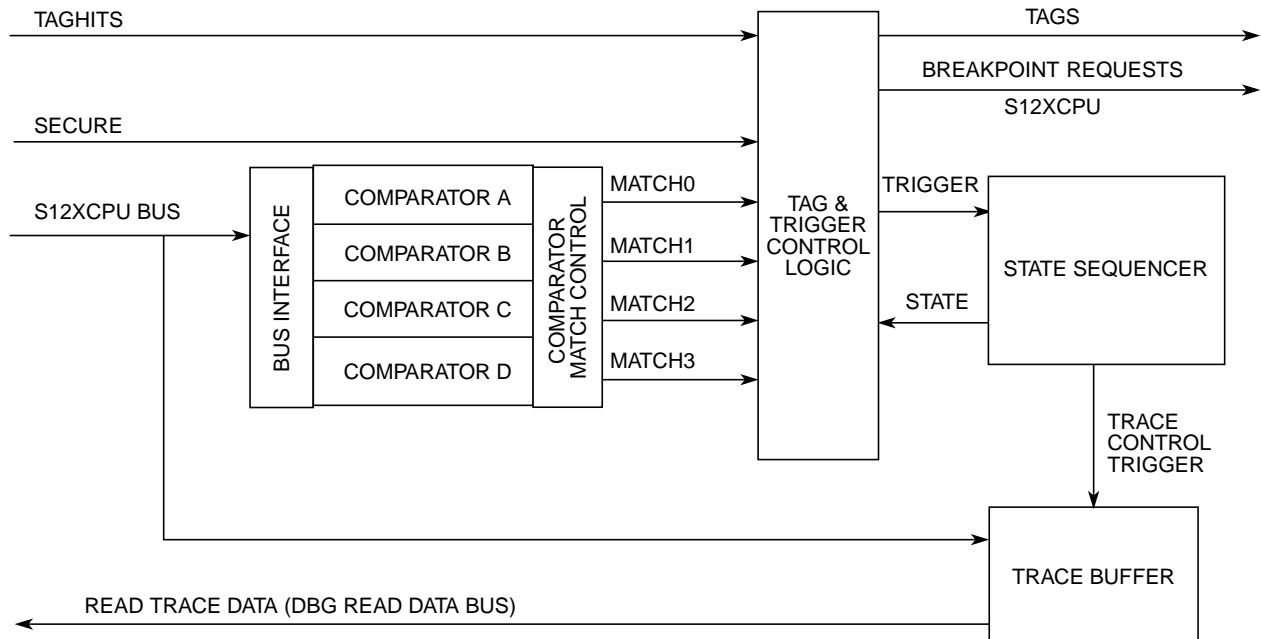 TAGHITS
TAGS
BREAKPOINT REQUESTS
S12XCPU
SECURE
S12XCPU BUS
BUS INTERFACE
COMPARATOR A
COMPARATOR B
COMPARATOR C
COMPARATOR D
COMPARATOR
MATCH CONTROL
MATCH0
MATCH1
MATCH2
MATCH3
TAG &
TRIGGER
CONTROL
LOGIC
TRIGGER
STATE
STATE SEQUENCER
TRACE
CONTROL
TRIGGER
TRACE BUFFER
READ TRACE DATA (DBG READ DATA BUS)